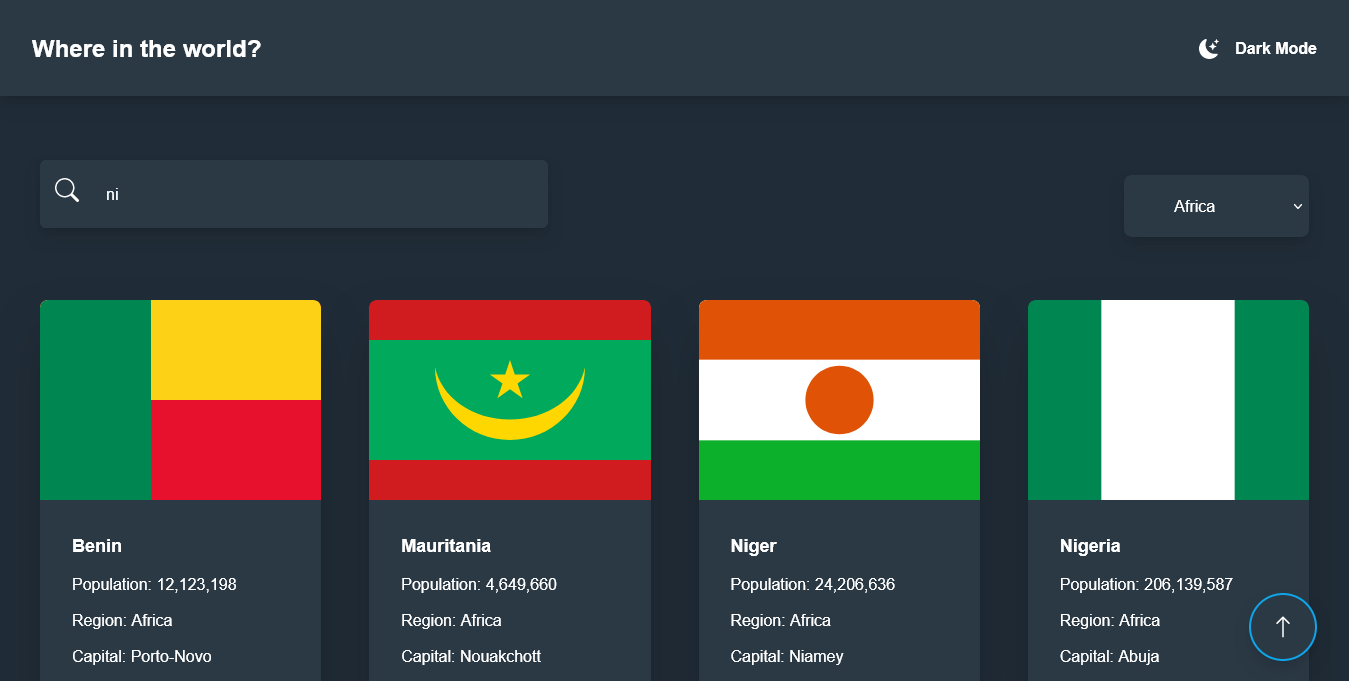 Where in the world?
Dark Mode
ni
Africa
Benin
Population: 12,123,198
Region: Africa
Capital: Porto-Novo
Mauritania
Population: 4,649,660
Region: Africa
Capital: Nouakchott
Niger
Population: 24,206,636
Region: Africa
Capital: Niamey
Nigeria
Population: 206,139,587
Region: Africa
Capital: Abuja